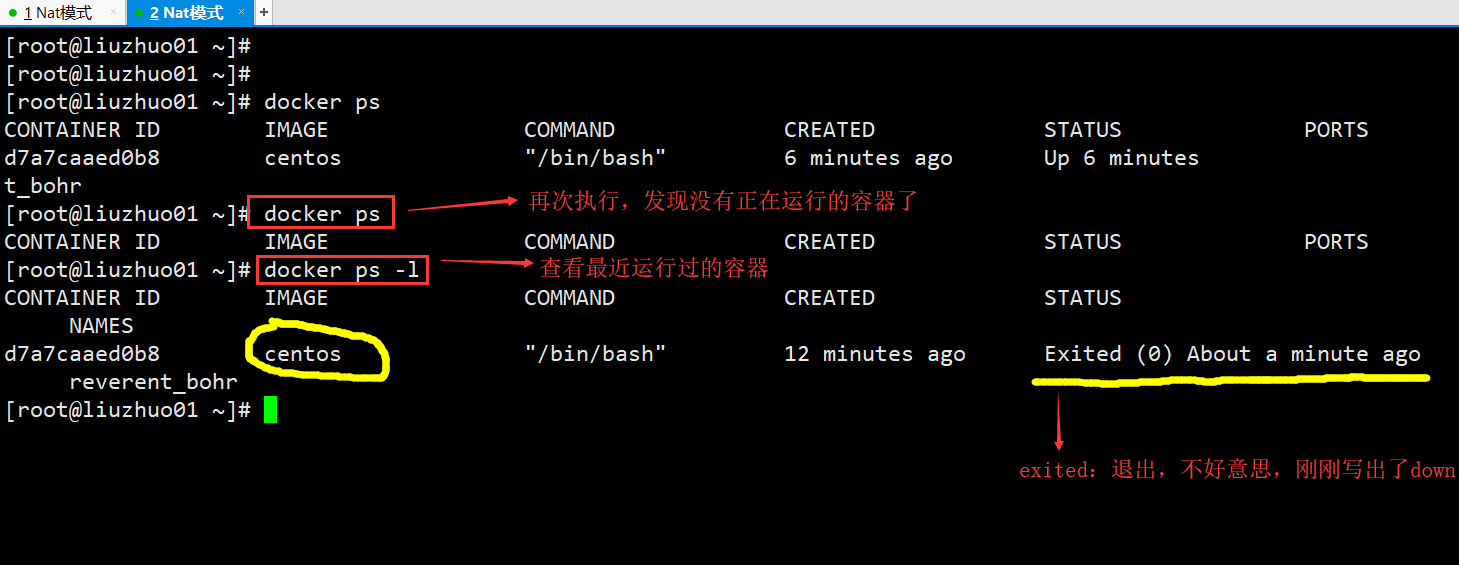 1 Nat模式 × 2 Nat模式 × +
[root@liuzhuo01 ~]#
[root@liuzhuo01 ~]#
[root@liuzhuo01 ~]# docker ps
CONTAINER ID IMAGE COMMAND CREATED STATUS PORTS
d7a7caaed0b8 centos "/bin/bash" 6 minutes ago Up 6 minutes
t_bohr
[root@liuzhuo01 ~]# docker ps 再次执行，发现没有正在运行的容器了
CONTAINER ID IMAGE COMMAND CREATED STATUS PORTS
[root@liuzhuo01 ~]# docker ps -l 查看最近运行过的容器
CONTAINER ID IMAGE COMMAND CREATED STATUS
NAMES
d7a7caaed0b8 centos "/bin/bash" 12 minutes ago Exited (0) About a minute ago
reverent_bohr
[root@liuzhuo01 ~]#
exited：退出，不好意思，刚刚写出了down